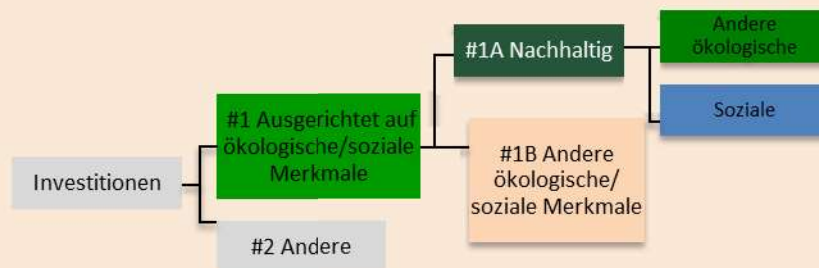 Investitionen
#1 Ausgerichtet auf
ökologische/soziale
Merkmale
#2 Andere
#1A Nachhaltig
#1B Andere
ökologische/
soziale Merkmale
Andere
ökologische
Soziale